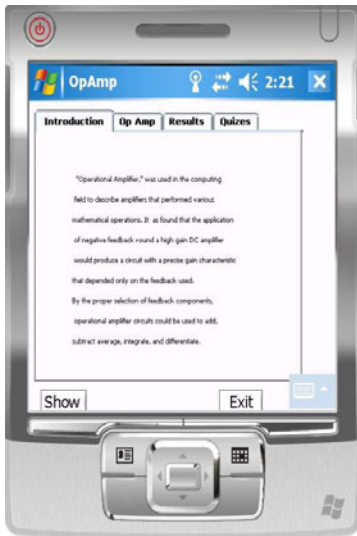 OpAmp 2:21
Introduction Op Amp Results Quizes
"Operational Amplifier," was used in the computing
field to describe amplifiers that performed various
mathematical operations. It as found that the application
of negative feedback round a high gain DC amplifier
would produce a circuit with a precise gain characteristic
that depended only on the feedback used.
By the proper selection of feedback components,
operational amplifier circuits could be used to add,
subtract average, integrate, and differentiate.
Show Exit